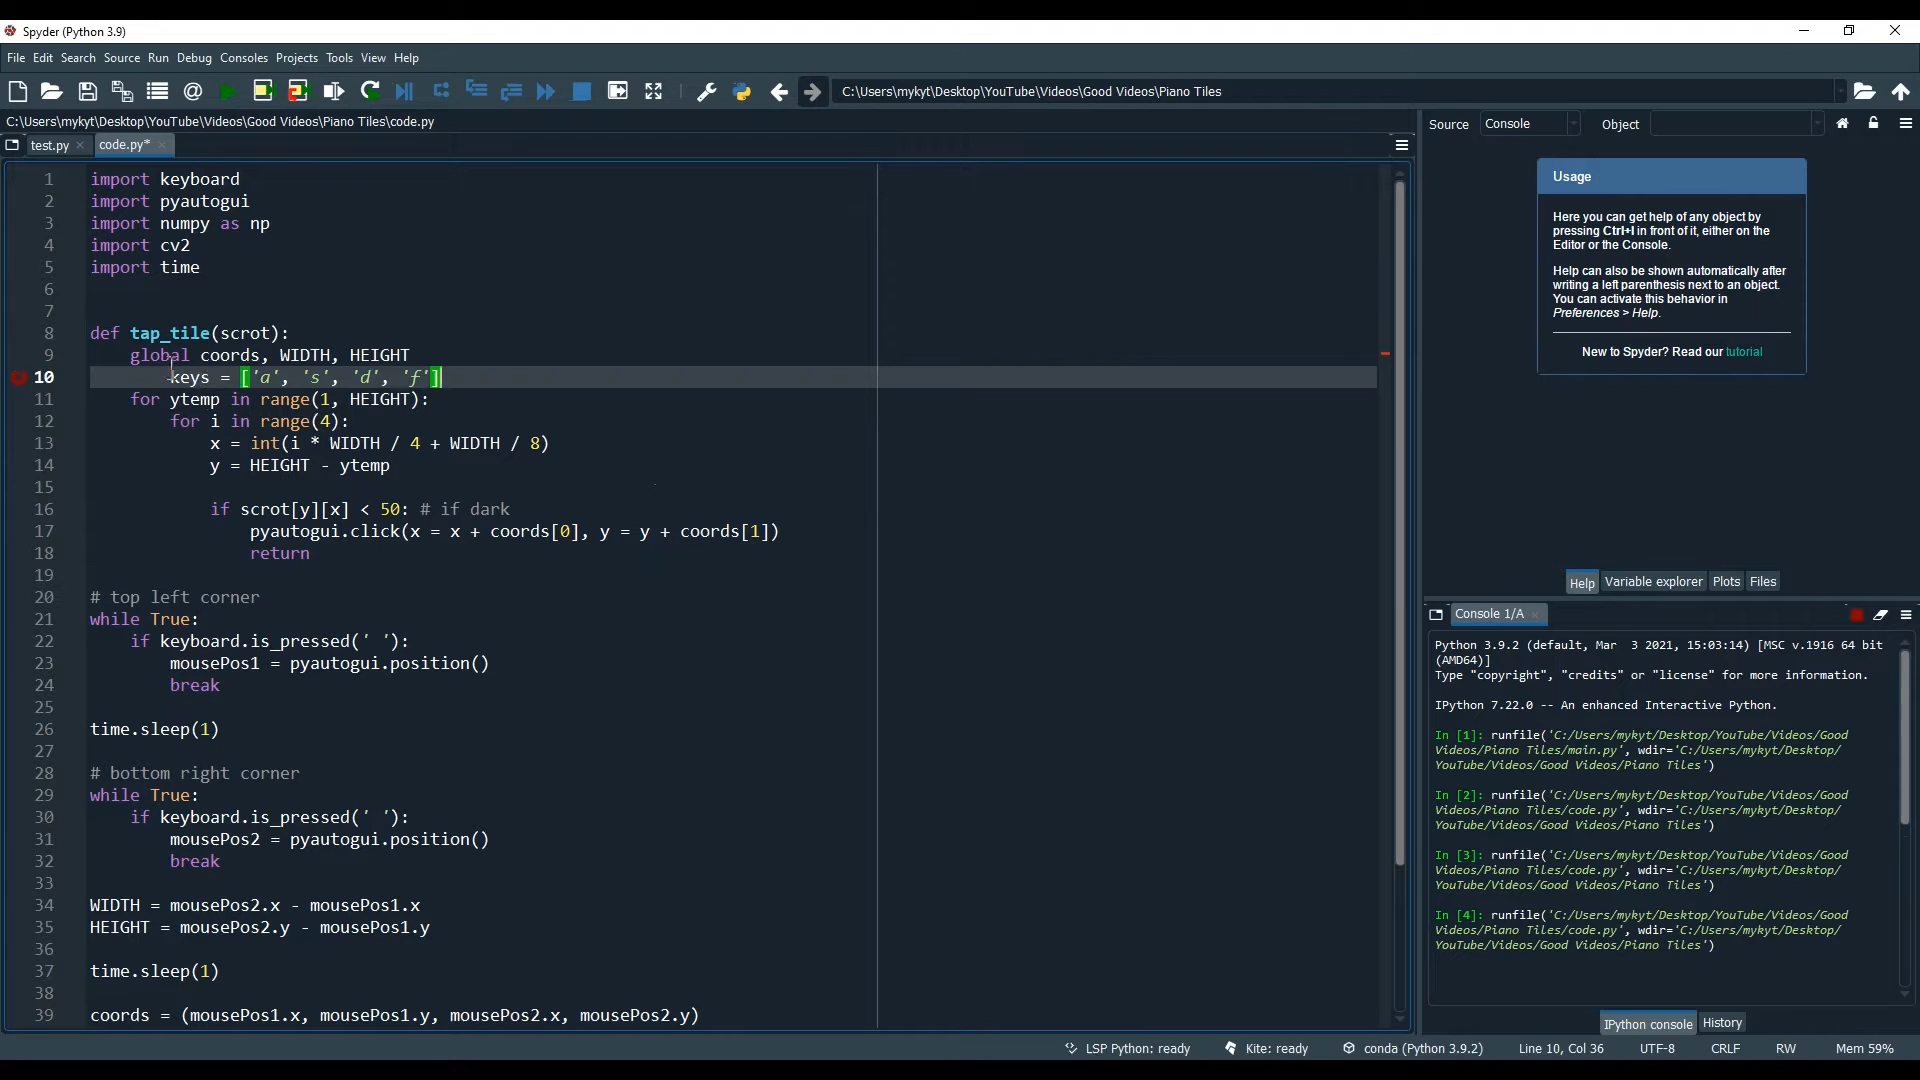 Spyder (Python 3.9)
File Edit Search Source Run Debug Consoles Projects Tools View Help
C:\Users\mykyt\Desktop\YouTube\Videos\Good Videos\Piano Tiles
C:\Users\mykyt\Desktop\YouTube\Videos\Good Videos\Piano Tiles\code.py
test.py code.py*
1 import keyboard
2 import pyautogui
3 import numpy as np
4 import cv2
5 import time
6
7
8 def tap_tile(scrot):
9 global coords, WIDTH, HEIGHT
10 keys = ['a', 's', 'd', 'f']
11 for ytemp in range(1, HEIGHT):
12 for i in range(4):
13 x = int(i * WIDTH / 4 + WIDTH / 8)
14 y = HEIGHT - ytemp
15
16 if scrot[y][x] < 50: # if dark
17 pyautogui.click(x = x + coords[0], y = y + coords[1])
18 return
19
20 # top left corner
21 while True:
22 if keyboard.is_pressed(' '):
23 mousePos1 = pyautogui.position()
24 break
25
26 time.sleep(1)
27
28 # bottom right corner
29 while True:
30 if keyboard.is_pressed(' '):
31 mousePos2 = pyautogui.position()
32 break
33
34 WIDTH = mousePos2.x - mousePos1.x
35 HEIGHT = mousePos2.y - mousePos1.y
36
37 time.sleep(1)
38
39 coords = (mousePos1.x, mousePos1.y, mousePos2.x, mousePos2.y)
Source Console Object
Usage
Here you can get help of any object by
pressing Ctrl+I in front of it, either on the
Editor or the Console.
Help can also be shown automatically after
writing a left parenthesis next to an object.
You can activate this behavior in
Preferences > Help.
New to Spyder? Read our tutorial
Help Variable explorer Plots Files
Console 1/A
Python 3.9.2 (default, Mar 3 2021, 15:03:14) [MSC v.1916 64 bit
(AMD64)]
Type "copyright", "credits" or "license" for more information.
IPython 7.22.0 -- An enhanced Interactive Python.
In [1]: runfile('C:/Users/mykyt/Desktop/YouTube/Videos/Good
Videos/Piano Tiles/main.py', wdir='C:/Users/mykyt/Desktop/
YouTube/Videos/Good Videos/Piano Tiles')
In [2]: runfile('C:/Users/mykyt/Desktop/YouTube/Videos/Good
Videos/Piano Tiles/code.py', wdir='C:/Users/mykyt/Desktop/
YouTube/Videos/Good Videos/Piano Tiles')
In [3]: runfile('C:/Users/mykyt/Desktop/YouTube/Videos/Good
Videos/Piano Tiles/code.py', wdir='C:/Users/mykyt/Desktop/
YouTube/Videos/Good Videos/Piano Tiles')
In [4]: runfile('C:/Users/mykyt/Desktop/YouTube/Videos/Good
Videos/Piano Tiles/code.py', wdir='C:/Users/mykyt/Desktop/
YouTube/Videos/Good Videos/Piano Tiles')
IPython console History
LSP Python: ready Kite: ready conda (Python 3.9.2) Line 10, Col 36 UTF-8 CRLF RW Mem 59%